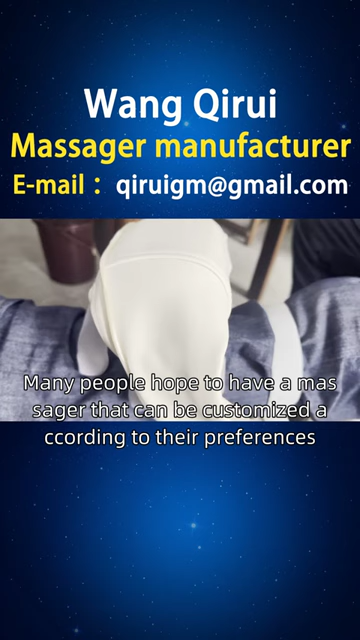 Wang Qirui
Massager manufacturer
E-mail： qiruigm@gmail.com
Many people hope to have a mas
sager that can be customized a
ccording to their preferences